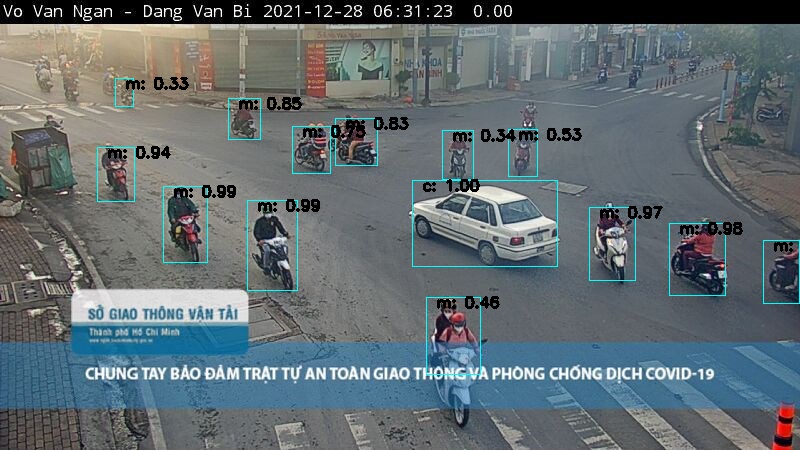 Vo Van Ngan - Dang Van Bi 2021-12-28 06:31:23 0.00
m: 0.33
m: 0.85
m: 0.75
m: 0.83
m: 0.34
m: 0.53
m: 0.94
m: 0.99
m: 0.99
c: 1.00
m: 0.97
m: 0.98
m:
m: 0.46
SỞ GIAO THÔNG VẬN TẢI
Thành phố Hồ Chí Minh
CHUNG TAY BẢO ĐẢM TRẬT TỰ AN TOÀN GIAO THÔNG VÀ PHÒNG CHỐNG DỊCH COVID-19